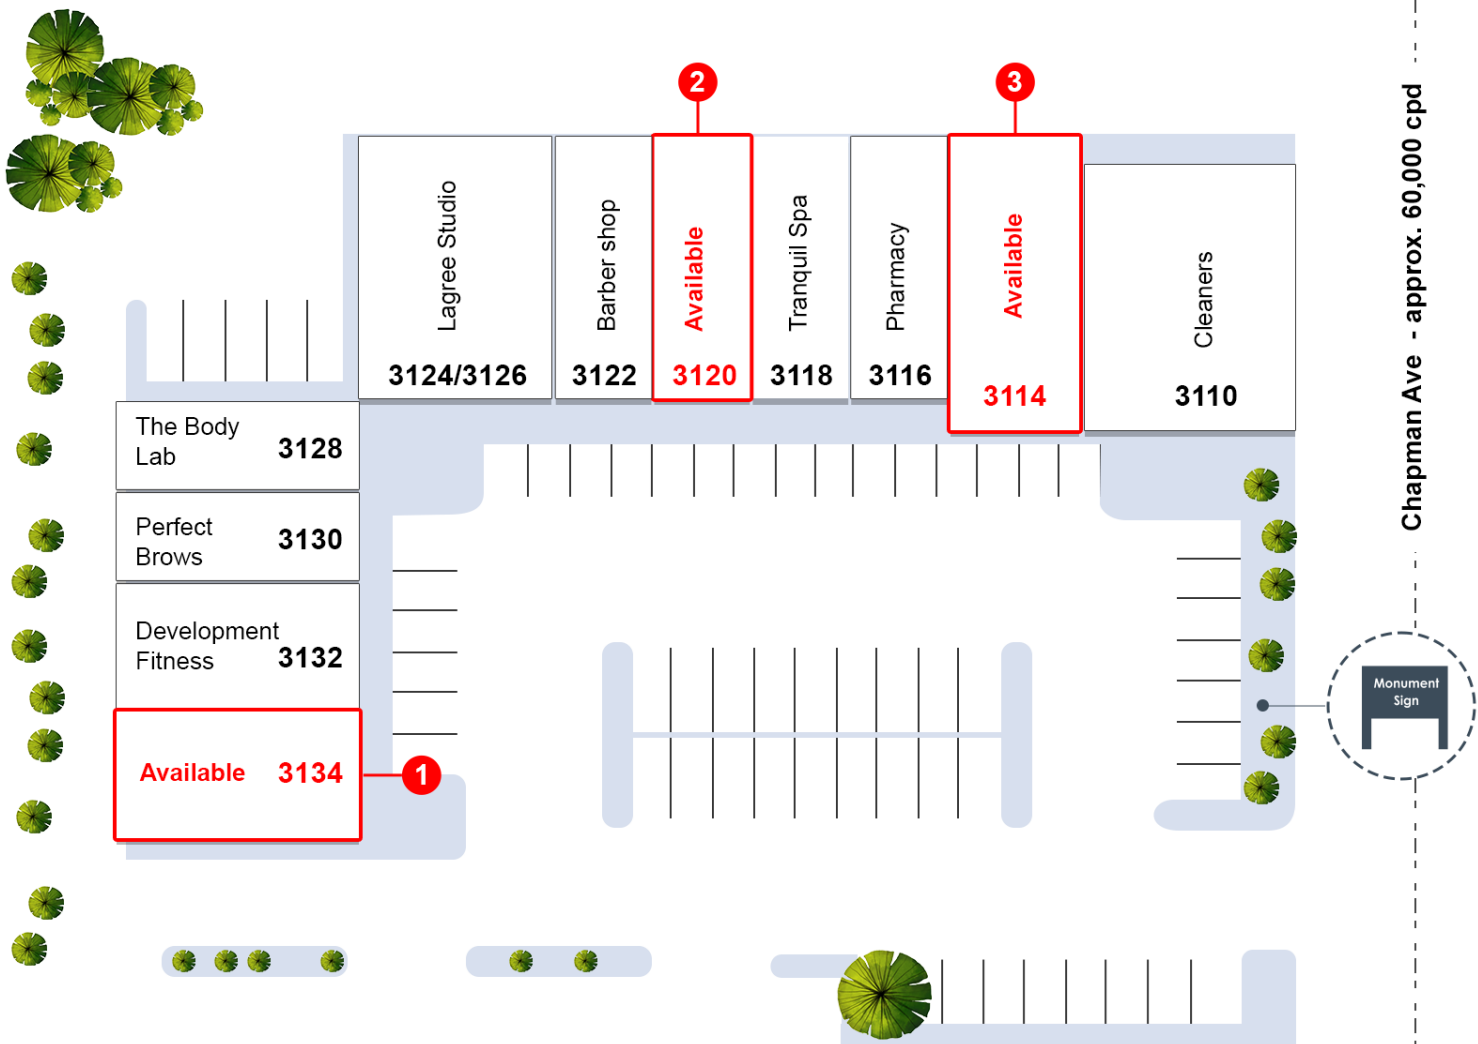 2
3
Lagree Studio
3124/3126
Barber shop
3122
Available
3120
Tranquil Spa
3118
Pharmacy
3116
Available
3114
Cleaners
3110
Chapman Ave - approx. 60,000 cpd
The Body
Lab
3128
Perfect
Brows
3130
Development
Fitness
3132
Available 3134
1
Monument
Sign